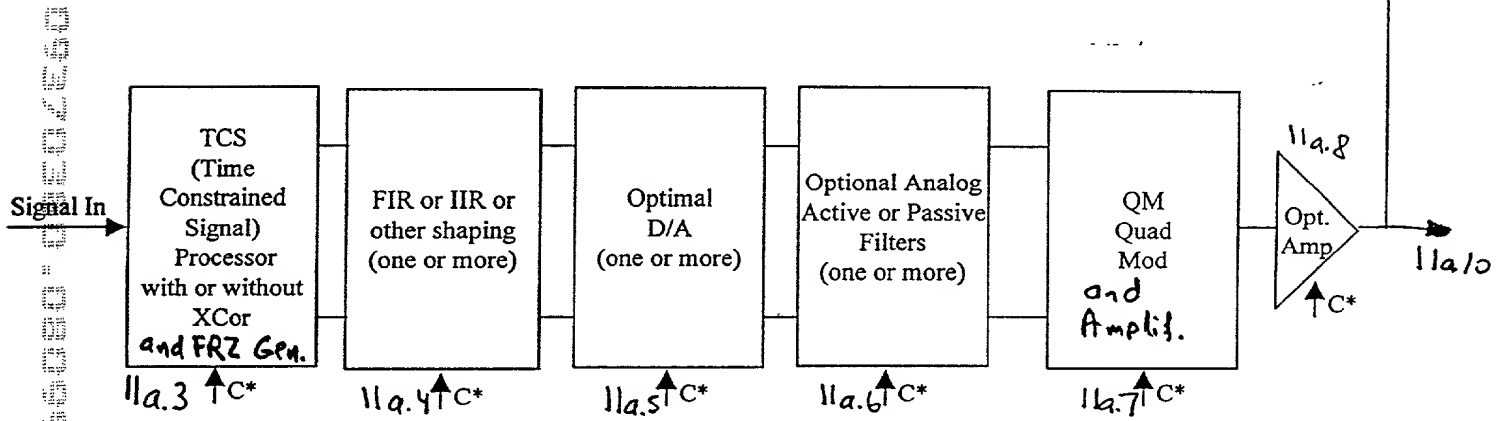 Signal In
TCS
(Time
Constrained
Signal)
Processor
with or without
XCor
and FRZ Gen.
11a.3
C*
FIR or IIR or
other shaping
(one or more)
11a.4
C*
Optimal
D/A
(one or more)
11a.5
C*
Optional Analog
Active or Passive
Filters
(one or more)
11a.6
C*
QM
Quad
Mod
and
Amplif.
11a.7
C*
11a.8
Opt.
Amp
C*
11a10